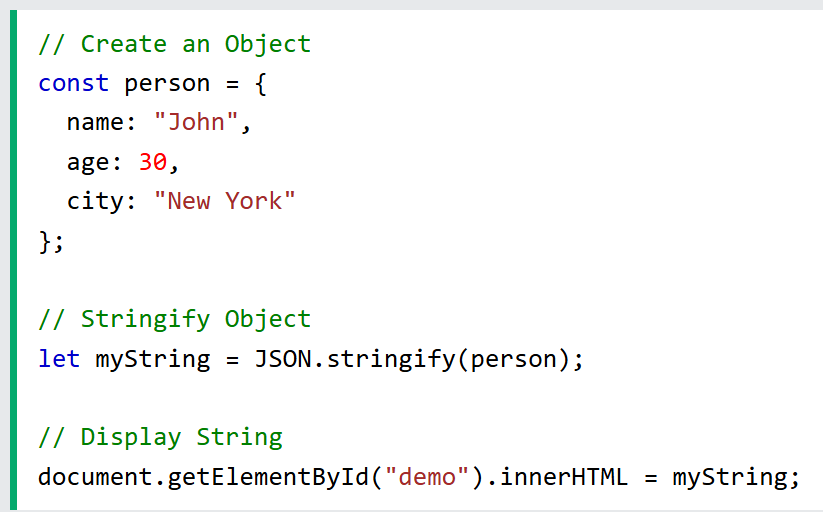 // Create an Object
const person = {
  name: "John",
  age: 30,
  city: "New York"
};

// Stringify Object
let myString = JSON.stringify(person);

// Display String
document.getElementById("demo").innerHTML = myString;